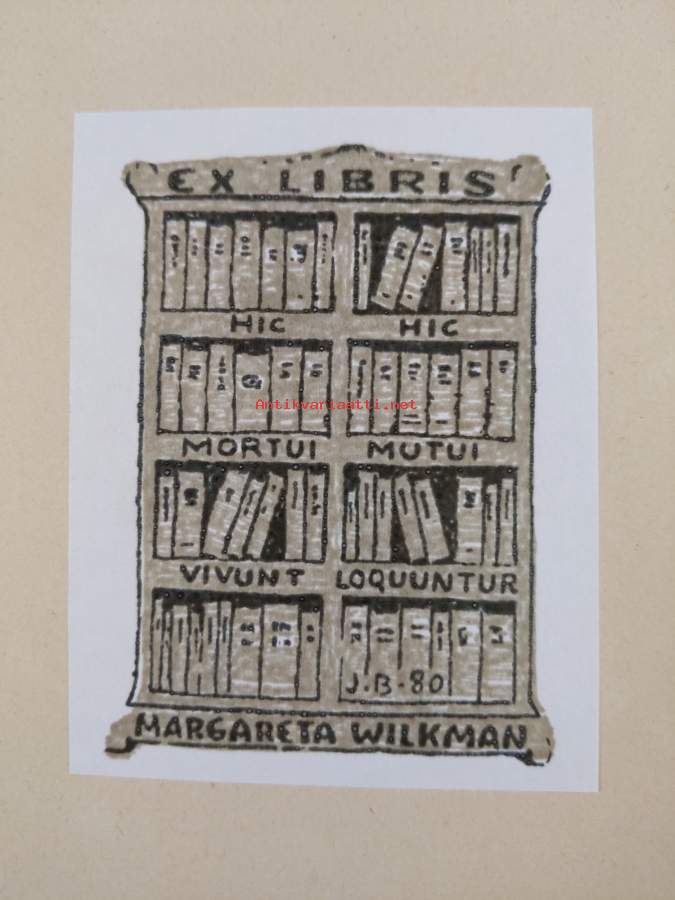 EX LIBRIS
HIC HIC
Antikvariaatti.net
MORTUI MUTUI
VIVUNT LOQUUNTUR
J.B-80
MARGARETA WILKMAN